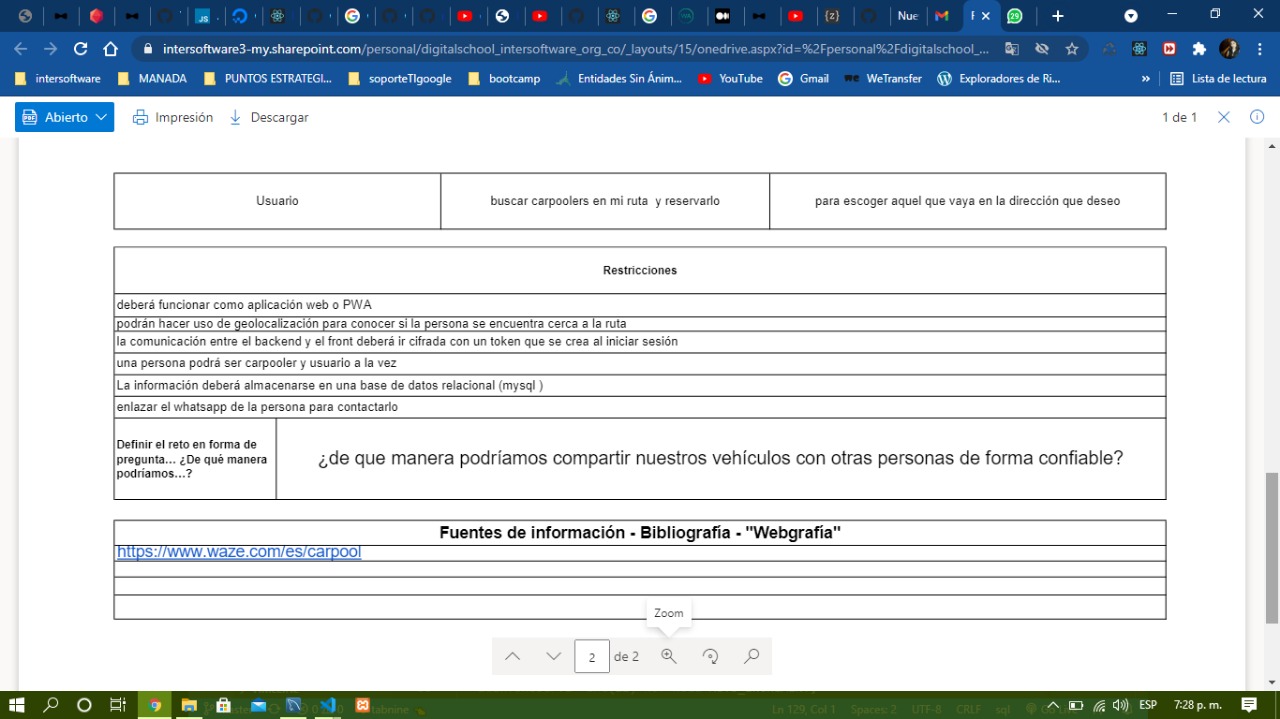 Nue
F
29
intersoftware3-my.sharepoint.com/personal/digitalschool_intersoftware_org_co/_layouts/15/onedrive.aspx?id=%2Fpersonal%2Fdigitalschool_...
intersoftware
MANADA
PUNTOS ESTRATEGI...
soporteTIgoogle
bootcamp
Entidades Sin Ánim...
YouTube
Gmail
WeTransfer
Exploradores de Ri...
»
Lista de lectura
Abierto
Impresión
Descargar
1 de 1
Usuario
buscar carpoolers en mi ruta y reservarlo
para escoger aquel que vaya en la dirección que deseo
Restricciones
deberá funcionar como aplicación web o PWA
podrán hacer uso de geolocalización para conocer si la persona se encuentra cerca a la ruta
la comunicación entre el backend y el front deberá ir cifrada con un token que se crea al iniciar sesión
una persona podrá ser carpooler y usuario a la vez
La información deberá almacenarse en una base de datos relacional (mysql )
enlazar el whatsapp de la persona para contactarlo
Definir el reto en forma de
pregunta... ¿De qué manera
podríamos...?
¿de que manera podríamos compartir nuestros vehículos con otras personas de forma confiable?
Fuentes de información - Bibliografía - "Webgrafía"
https://www.waze.com/es/carpool
Zoom
2 de 2
Ln 129, Col 1
Spaces: 2
UTF-8
CRLF
sql
ESP
7:28 p. m.